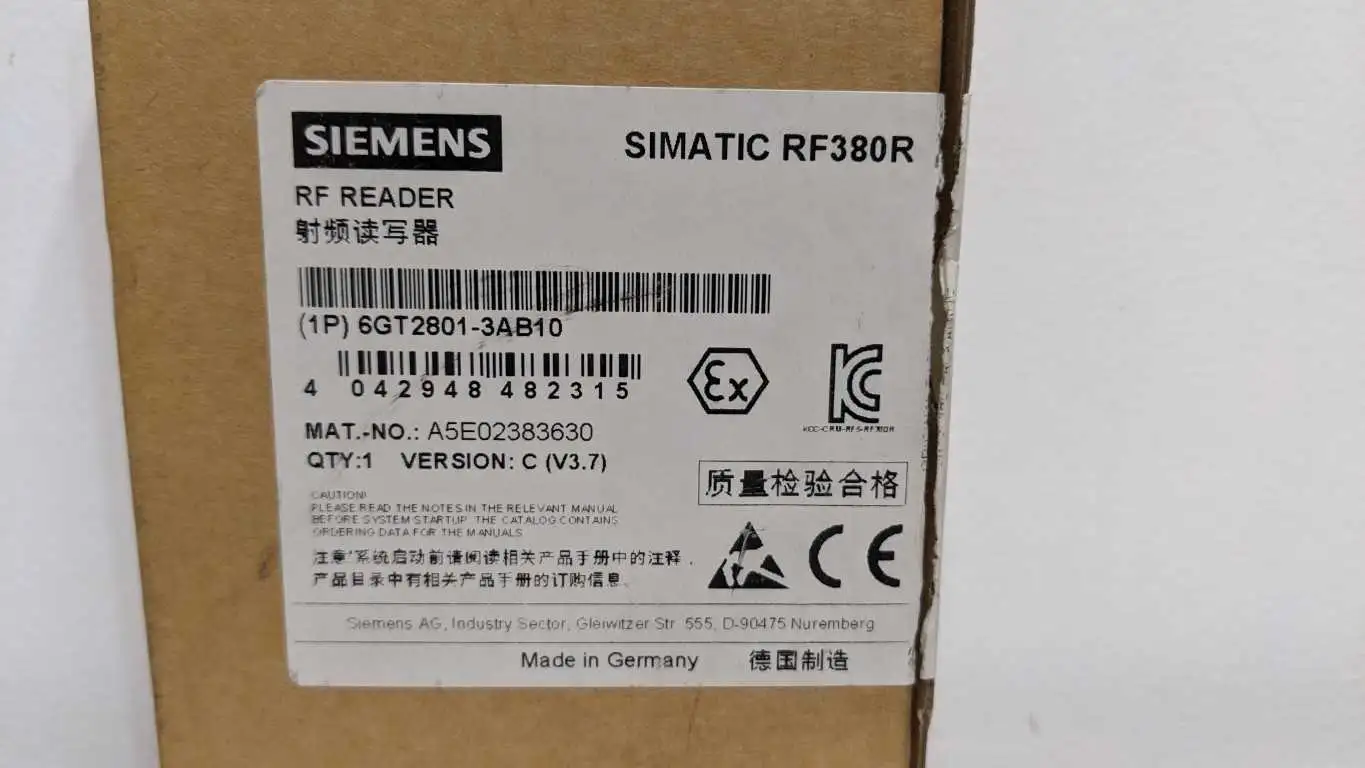 SIEMENS
SIMATIC RF380R
RF READER
射频读写器
(1P) 6GT2801-3AB10
4 042948 482315
Ex
KC
MAT.-NO.: A5E02383630
QTY:1 VERSION: C (V3.7)
质量检验合格
CAUTION!
PLEASE READ THE NOTES IN THE RELEVANT MANUAL
BEFORE SYSTEM STARTUP. THE CATALOG CONTAINS
ORDERING DATA FOR THE MANUALS
注意:系统启动前请阅读相关产品手册中的注释,
产品目录中有相关产品手册的订购信息.
CE
Siemens AG, Industry Sector, Gleiwitzer Str. 555, D-90475 Nuremberg
Made in Germany 德国制造